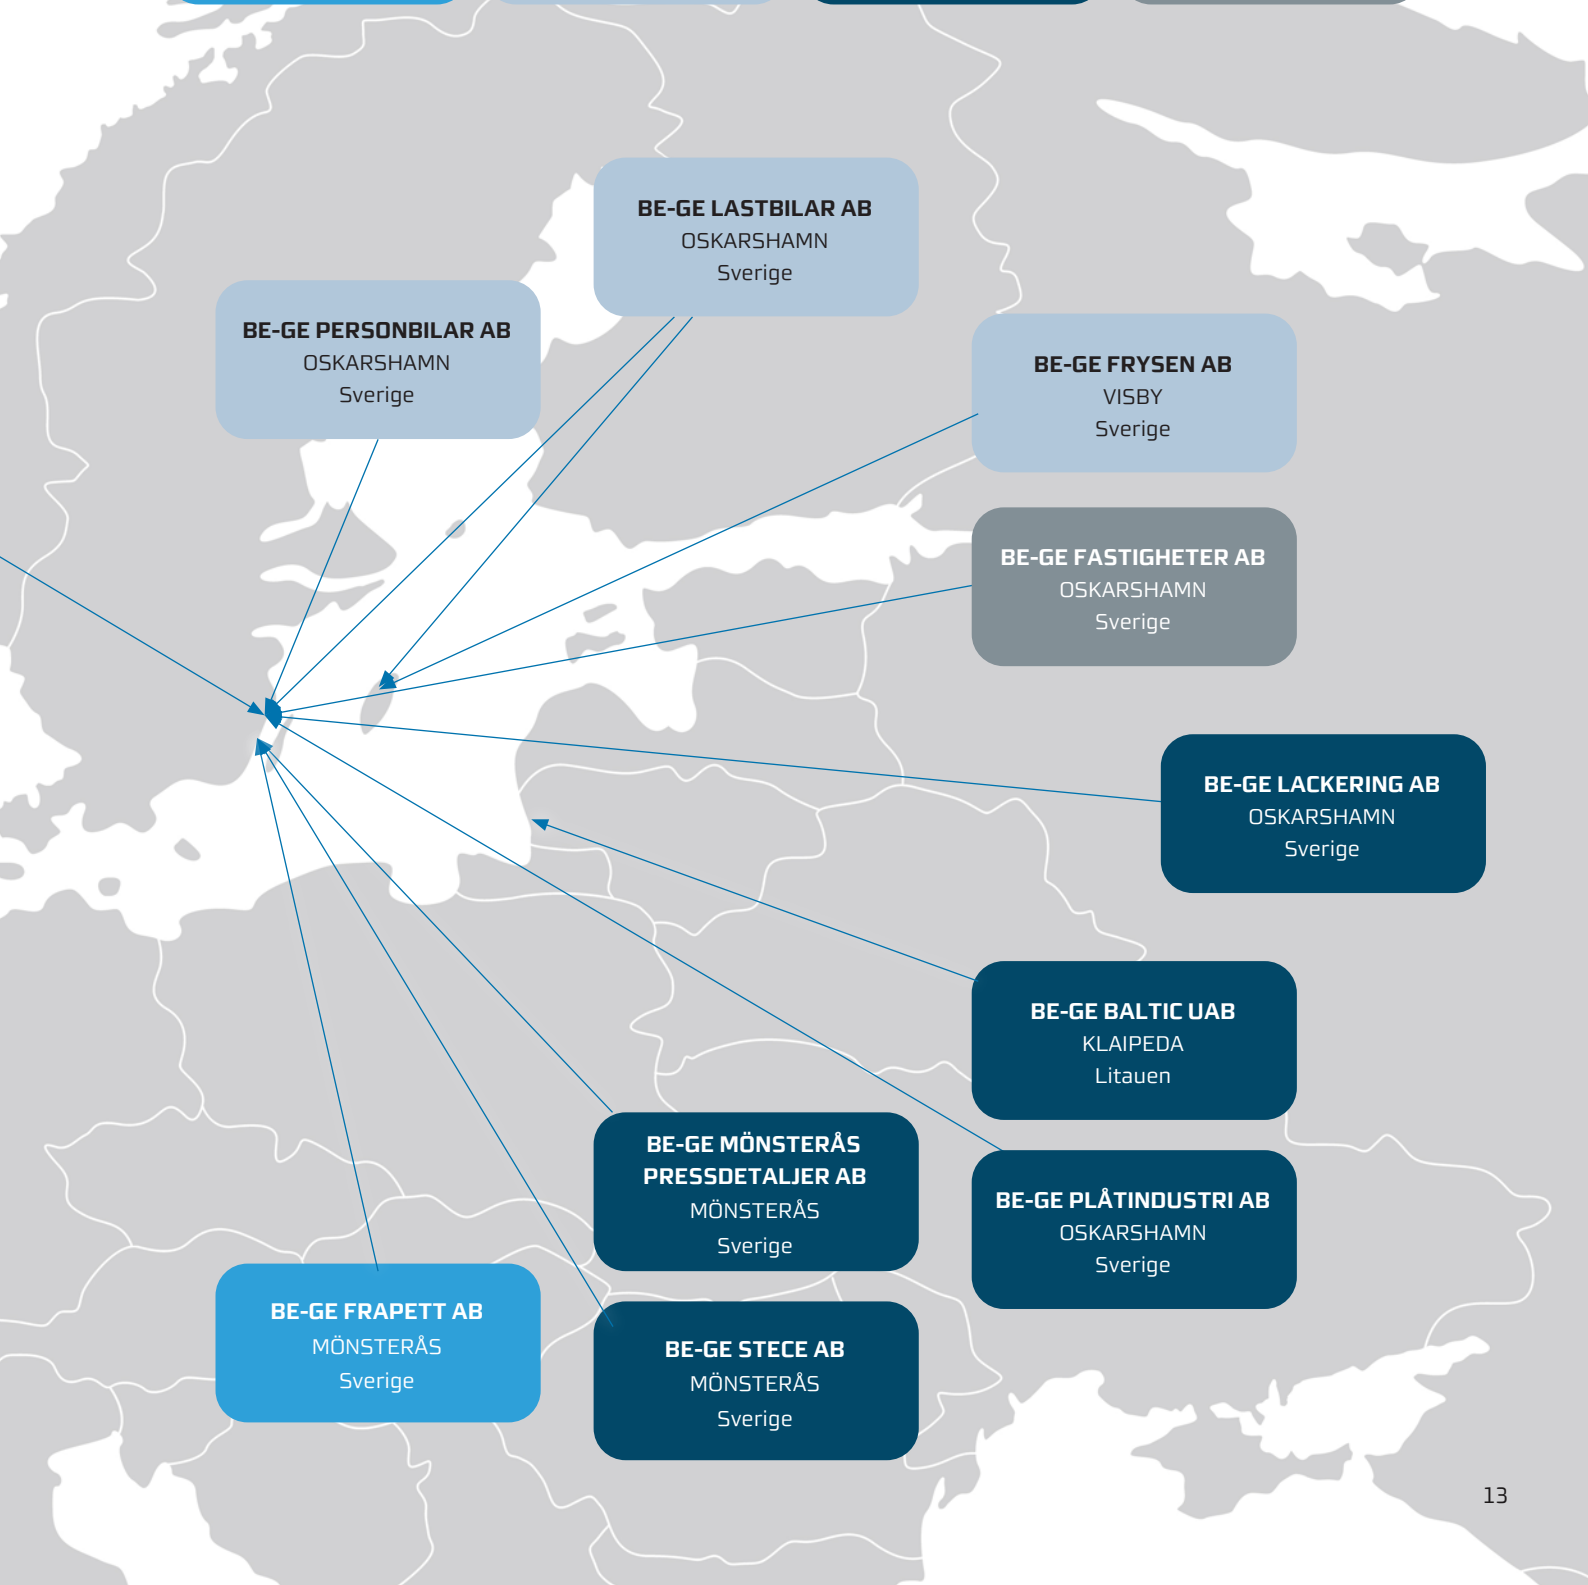 BE-GE LASTBILAR AB
OSKARSHAMN
Sverige
BE-GE PERSONBILAR AB
OSKARSHAMN
Sverige
BE-GE FRYSEN AB
VISBY
Sverige
BE-GE FASTIGHETER AB
OSKARSHAMN
Sverige
BE-GE LACKERING AB
OSKARSHAMN
Sverige
BE-GE BALTIC UAB
KLAIPEDA
Litauen
BE-GE MÖNSTERÅS
PRESSDETALJER AB
MÖNSTERÅS
Sverige
BE-GE PLÅTINDUSTRI AB
OSKARSHAMN
Sverige
BE-GE FRAPETT AB
MÖNSTERÅS
Sverige
BE-GE STECE AB
MÖNSTERÅS
Sverige
13